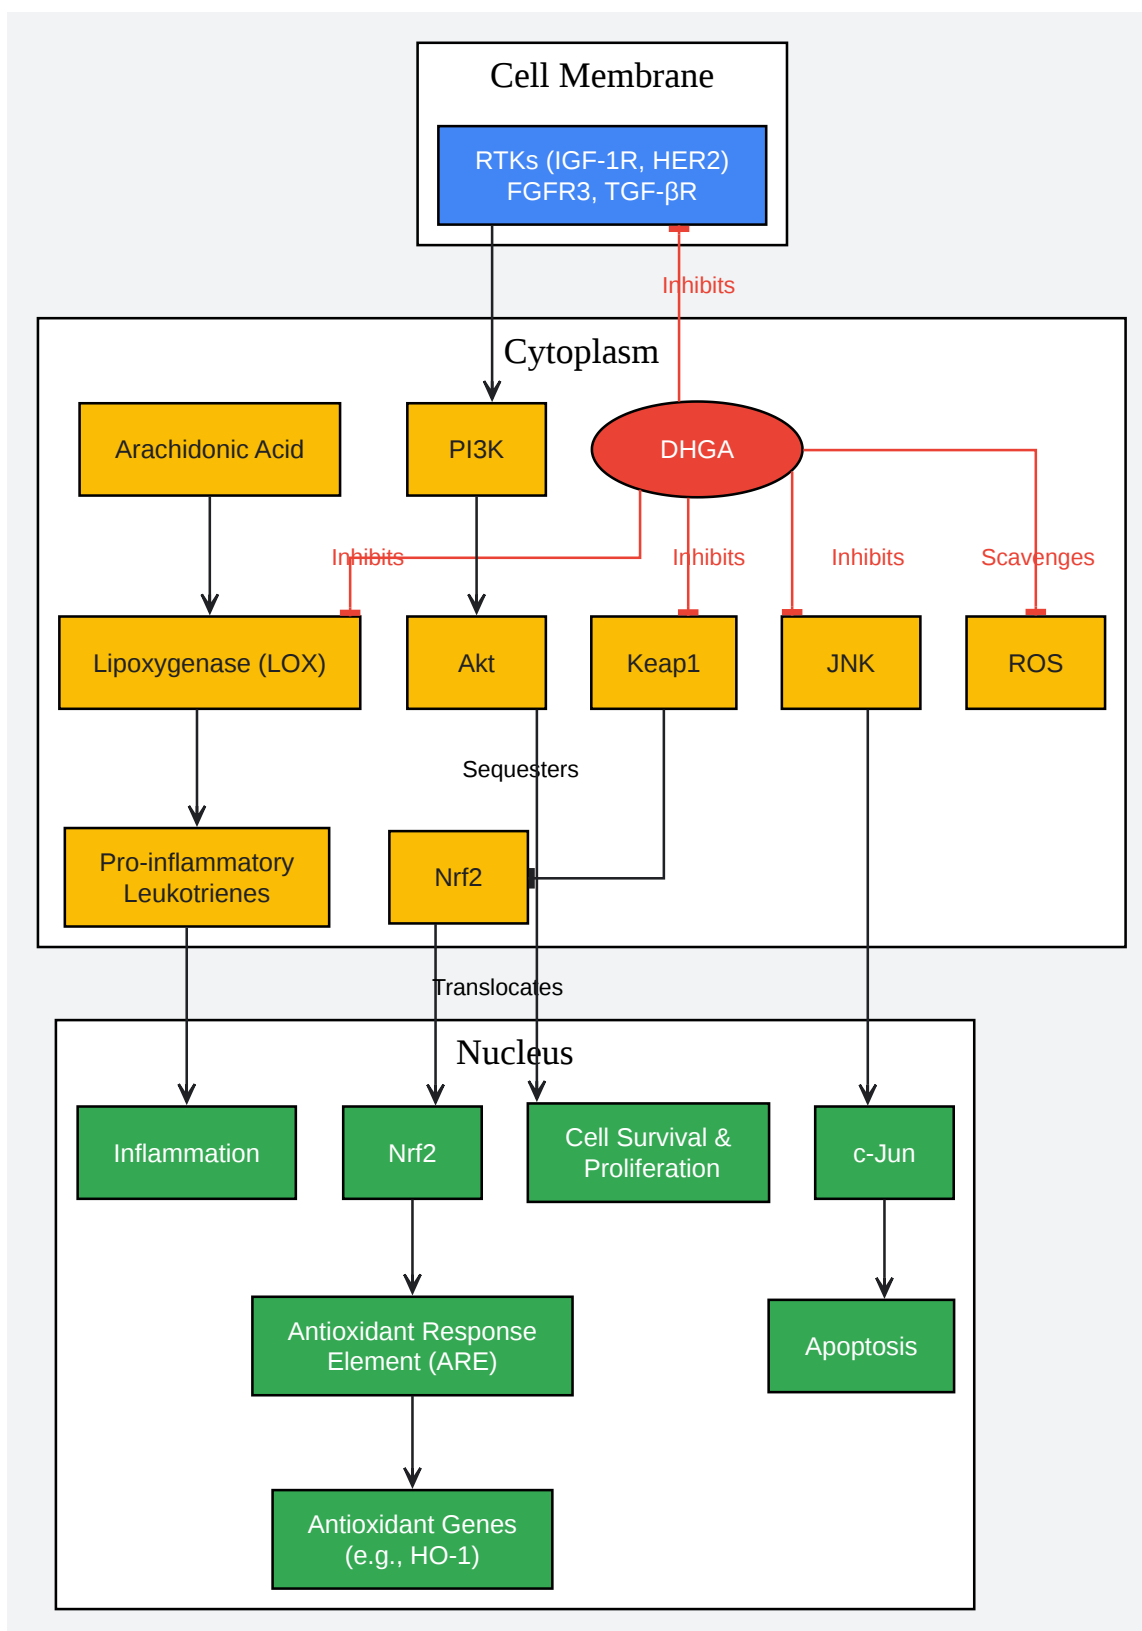 Cell Membrane
RTKs (IGF-1R, HER2)
FGFR3, TGF-βR
Inhibits
Cytoplasm
Arachidonic Acid
PI3K
DHGA
Inhibits
Inhibits
Inhibits
Scavenges
Lipoxygenase (LOX)
Akt
Keap1
JNK
ROS
Sequesters
Pro-inflammatory
Leukotrienes
Nrf2
Translocates
Nucleus
Inflammation
Nrf2
Cell Survival &
Proliferation
c-Jun
Antioxidant Response
Element (ARE)
Apoptosis
Antioxidant Genes
(e.g., HO-1)